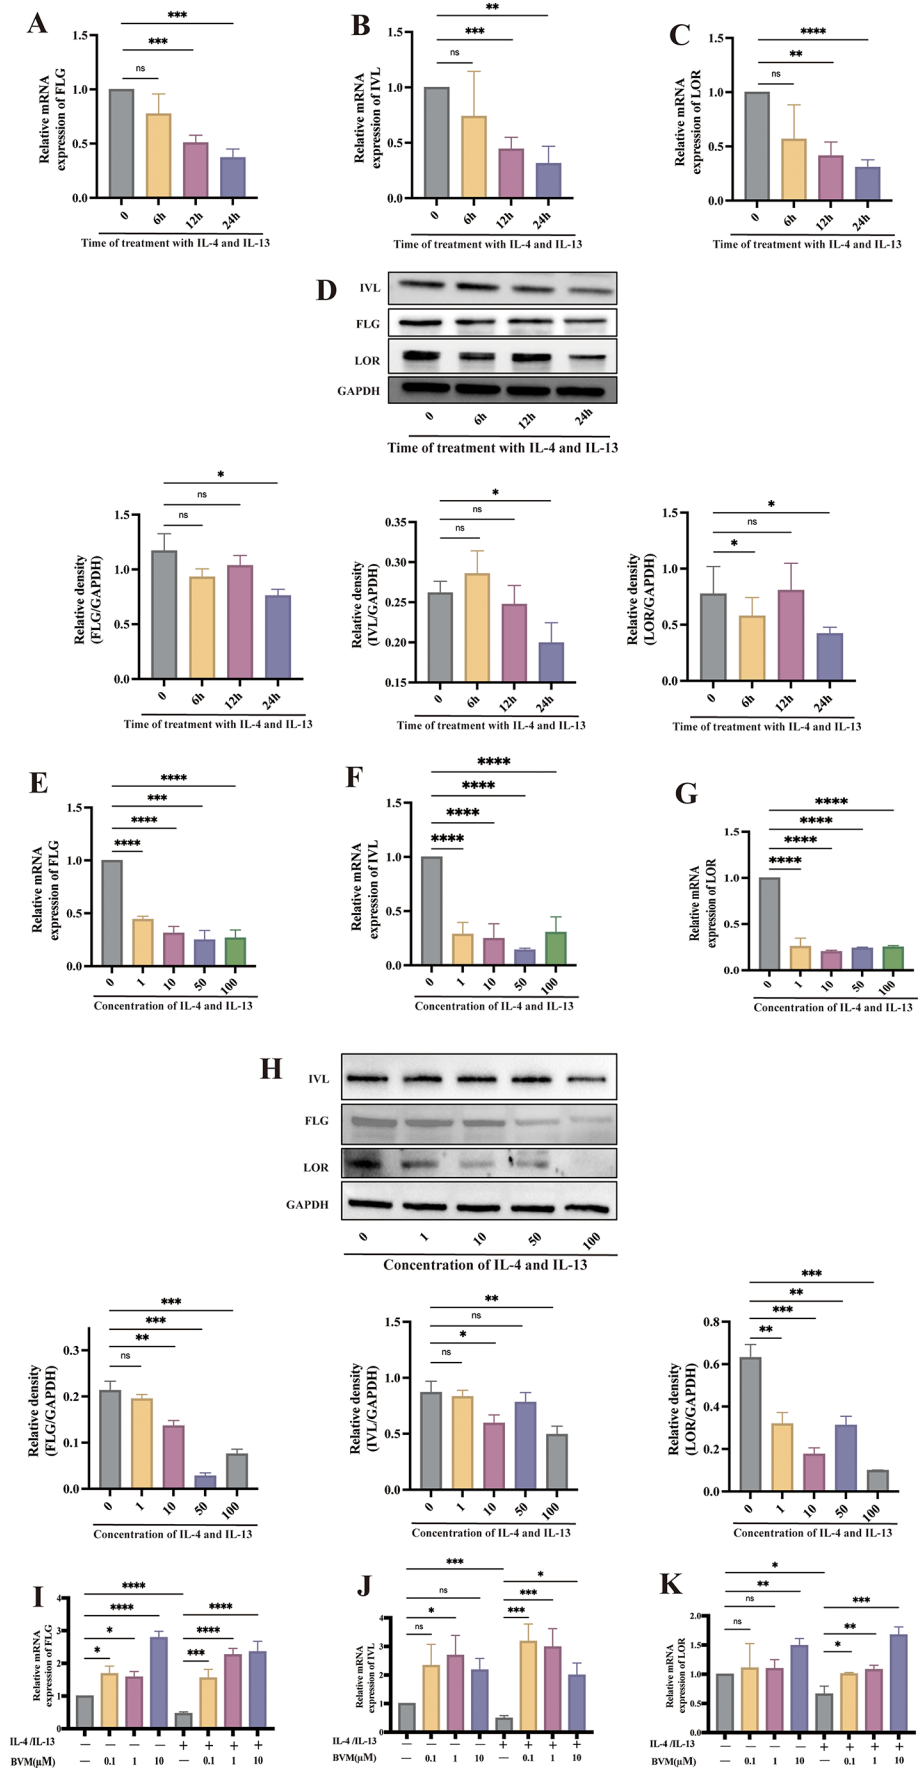 A
***
***
ns
Relative mRNA
expression of FLG
1.5
1.0
0.5
0.0
0 6h 12h 24h
Time of treatment with IL-4 and IL-13
B
**
***
ns
Relative mRNA
expression of IVL
1.5
1.0
0.5
0.0
0 6h 12h 24h
Time of treatment with IL-4 and IL-13
C
****
**
ns
Relative mRNA
expression of LOR
1.5
1.0
0.5
0.0
0 6h 12h 24h
Time of treatment with IL-4 and IL-13
D
IVL
FLG
LOR
GAPDH
0 6h 12h 24h
Time of treatment with IL-4 and IL-13
*
ns
ns
Relative density
(FLG/GAPDH)
1.5
1.0
0.5
0.0
0 6h 12h 24h
Time of treatment with IL-4 and IL-13
*
ns
ns
Relative density
(IVL/GAPDH)
0.35
0.30
0.25
0.20
0.15
0 6h 12h 24h
Time of treatment with IL-4 and IL-13
*
ns
*
Relative density
(LOR/GAPDH)
1.5
1.0
0.5
0.0
0 6h 12h 24h
Time of treatment with IL-4 and IL-13
E
****
***
****
****
Relative mRNA
expression of FLG
1.5
1.0
0.5
0.0
0 1 10 50 100
Concentration of IL-4 and IL-13
F
****
****
****
****
Relative mRNA
expression of IVL
1.5
1.0
0.5
0.0
0 1 10 50 100
Concentration of IL-4 and IL-13
G
****
****
****
****
Relative mRNA
expression of LOR
1.5
1.0
0.5
0.0
0 1 10 50 100
Concentration of IL-4 and IL-13
H
IVL
FLG
LOR
GAPDH
0 1 10 50 100
Concentration of IL-4 and IL-13
***
***
**
ns
Relative density
(FLG/GAPDH)
0.3
0.2
0.1
0.0
0 1 10 50 100
Concentration of IL-4 and IL-13
**
ns
*
ns
Relative density
(IVL/GAPDH)
1.5
1.0
0.5
0.0
0 1 10 50 100
Concentration of IL-4 and IL-13
***
**
***
**
Relative density
(LOR/GAPDH)
0.8
0.6
0.4
0.2
0.0
0 1 10 50 100
Concentration of IL-4 and IL-13
I
****
**** ****
* ****
* ***
Relative mRNA
expression of FLG
4
3
2
1
0
IL-4 /IL-13 — — — — + + + +
BVM(μM) — 0.1 1 10 — 0.1 1 10
J
***
ns *
* ***
ns ***
Relative mRNA
expression of IVL
4
3
2
1
0
IL-4 /IL-13 — — — — + + + +
BVM(μM) — 0.1 1 10 — 0.1 1 10
K
*
** ***
ns **
ns *
Relative mRNA
expression of LOR
2.0
1.5
1.0
0.5
0.0
IL-4 /IL-13 — — — — + + + +
BVM(μM) — 0.1 1 10 — 0.1 1 10